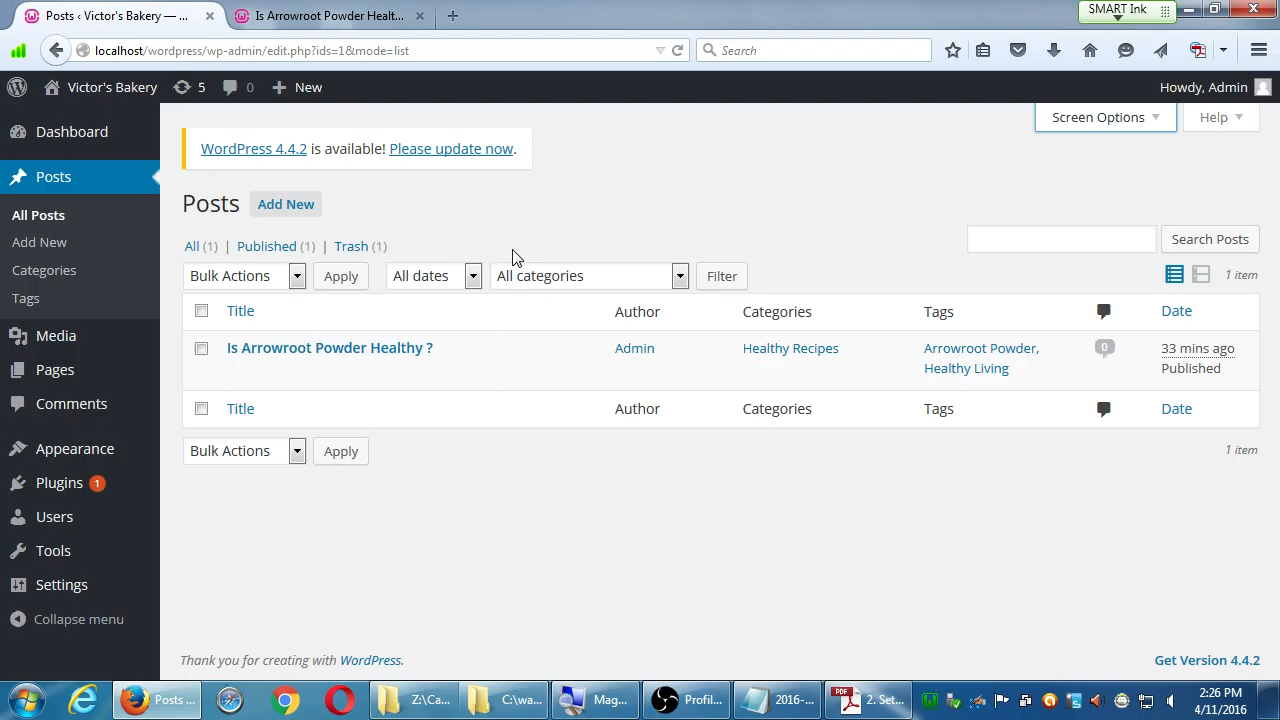 Posts ‹ Victor's Bakery — ...
Is Arrowroot Powder Healt...
SMART Ink
localhost/wordpress/wp-admin/edit.php?ids=1&mode=list
Search
Victor's Bakery
5
0
New
Howdy, Admin
Dashboard
Posts
All Posts
Add New
Categories
Tags
Media
Pages
Comments
Appearance
Plugins 1
Users
Tools
Settings
Collapse menu
Screen Options
Help
WordPress 4.4.2 is available! Please update now.
Posts Add New
All (1) | Published (1) | Trash (1)
Search Posts
Bulk Actions Apply All dates All categories Filter 1 item
Title Author Categories Tags Date
Is Arrowroot Powder Healthy ? Admin Healthy Recipes Arrowroot Powder, 0 33 mins ago
Healthy Living Published
Title Author Categories Tags Date
Bulk Actions Apply 1 item
Thank you for creating with WordPress. Get Version 4.4.2
Posts ...
Z:\Ca...
C:\wa...
Mag...
Profil...
2016-...
PDF
2. Set...
2:26 PM
4/11/2016